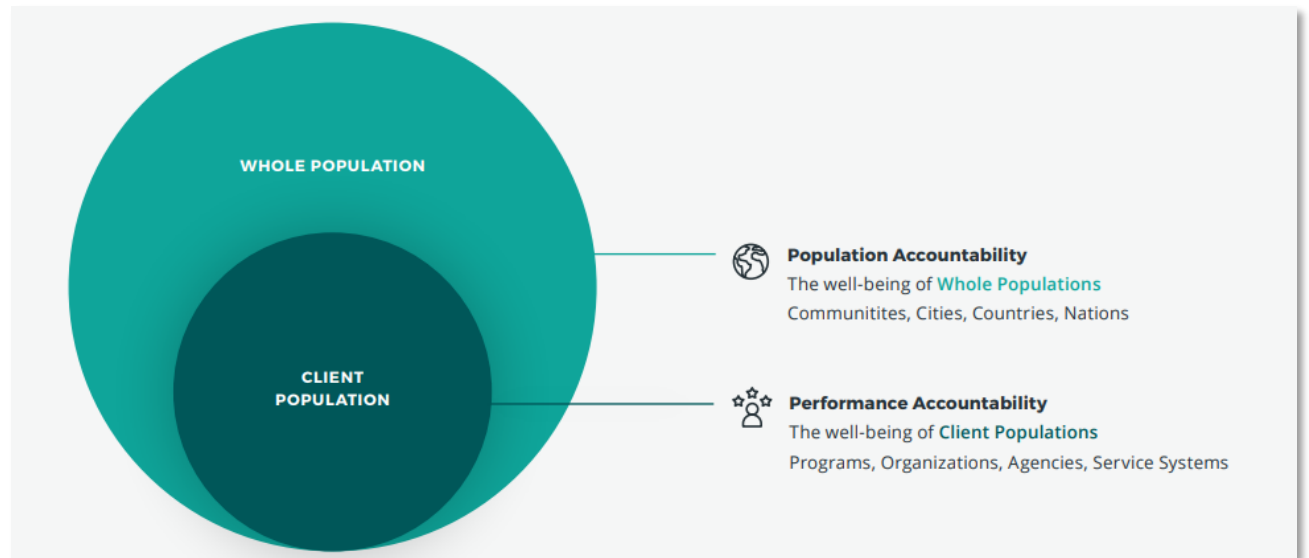 WHOLE POPULATION
CLIENT
POPULATION
Population Accountability
The well-being of Whole Populations
Communitites, Cities, Countries, Nations
Performance Accountability
The well-being of Client Populations
Programs, Organizations, Agencies, Service Systems